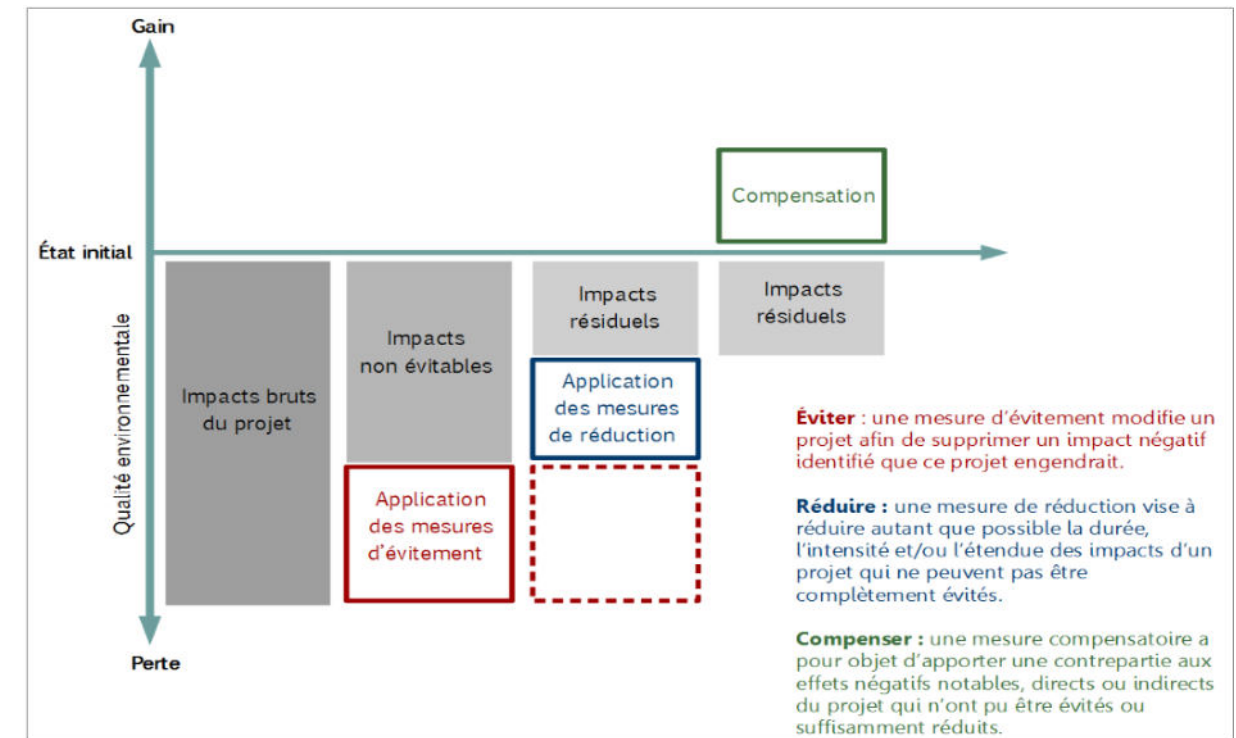 Gain
Compensation
État initial
Qualité environnementale
Impacts bruts
du projet
Impacts
non évitables
Application
des mesures
d'évitement
Impacts
résiduels
Application
des mesures
de réduction
Impacts
résiduels
Perte
Éviter : une mesure d'évitement modifie un
projet afin de supprimer un impact négatif
identifié que ce projet engendrait.
Réduire : une mesure de réduction vise à
réduire autant que possible la durée,
l'intensité et/ou l'étendue des impacts d'un
projet qui ne peuvent pas être
complètement évités.
Compenser : une mesure compensatoire a
pour objet d'apporter une contrepartie aux
effets négatifs notables, directs ou indirects
du projet qui n'ont pu être évités ou
suffisamment réduits.